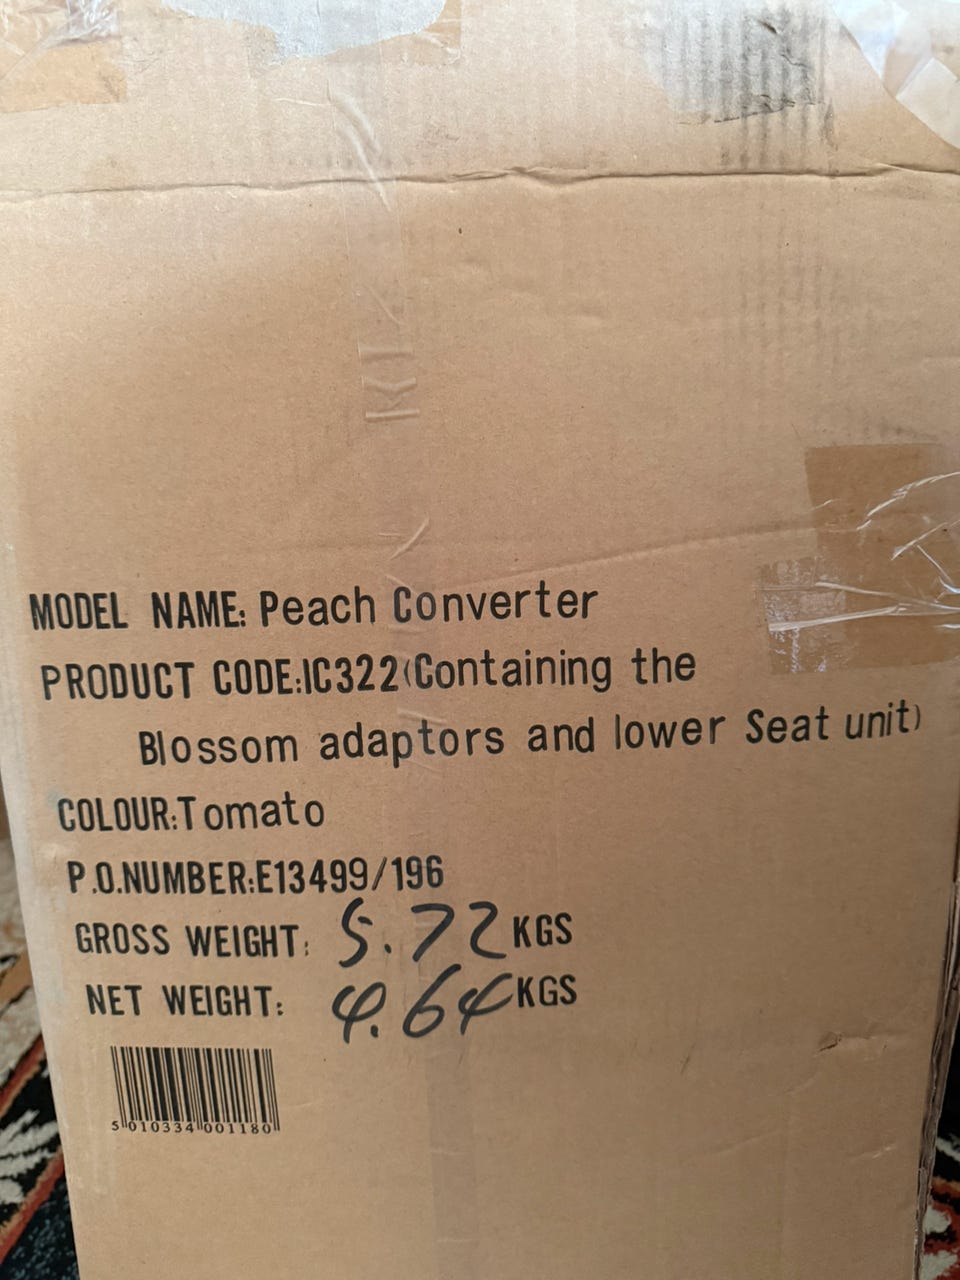 MODEL NAME: Peach Converter
PRODUCT CODE:IC322(Containing the
Blossom adaptors and lower Seat unit)
COLOUR:Tomato
P.O.NUMBER:E13499/196
GROSS WEIGHT: 5.72 KGS
NET WEIGHT: 4.64 KGS
5 010334 001180